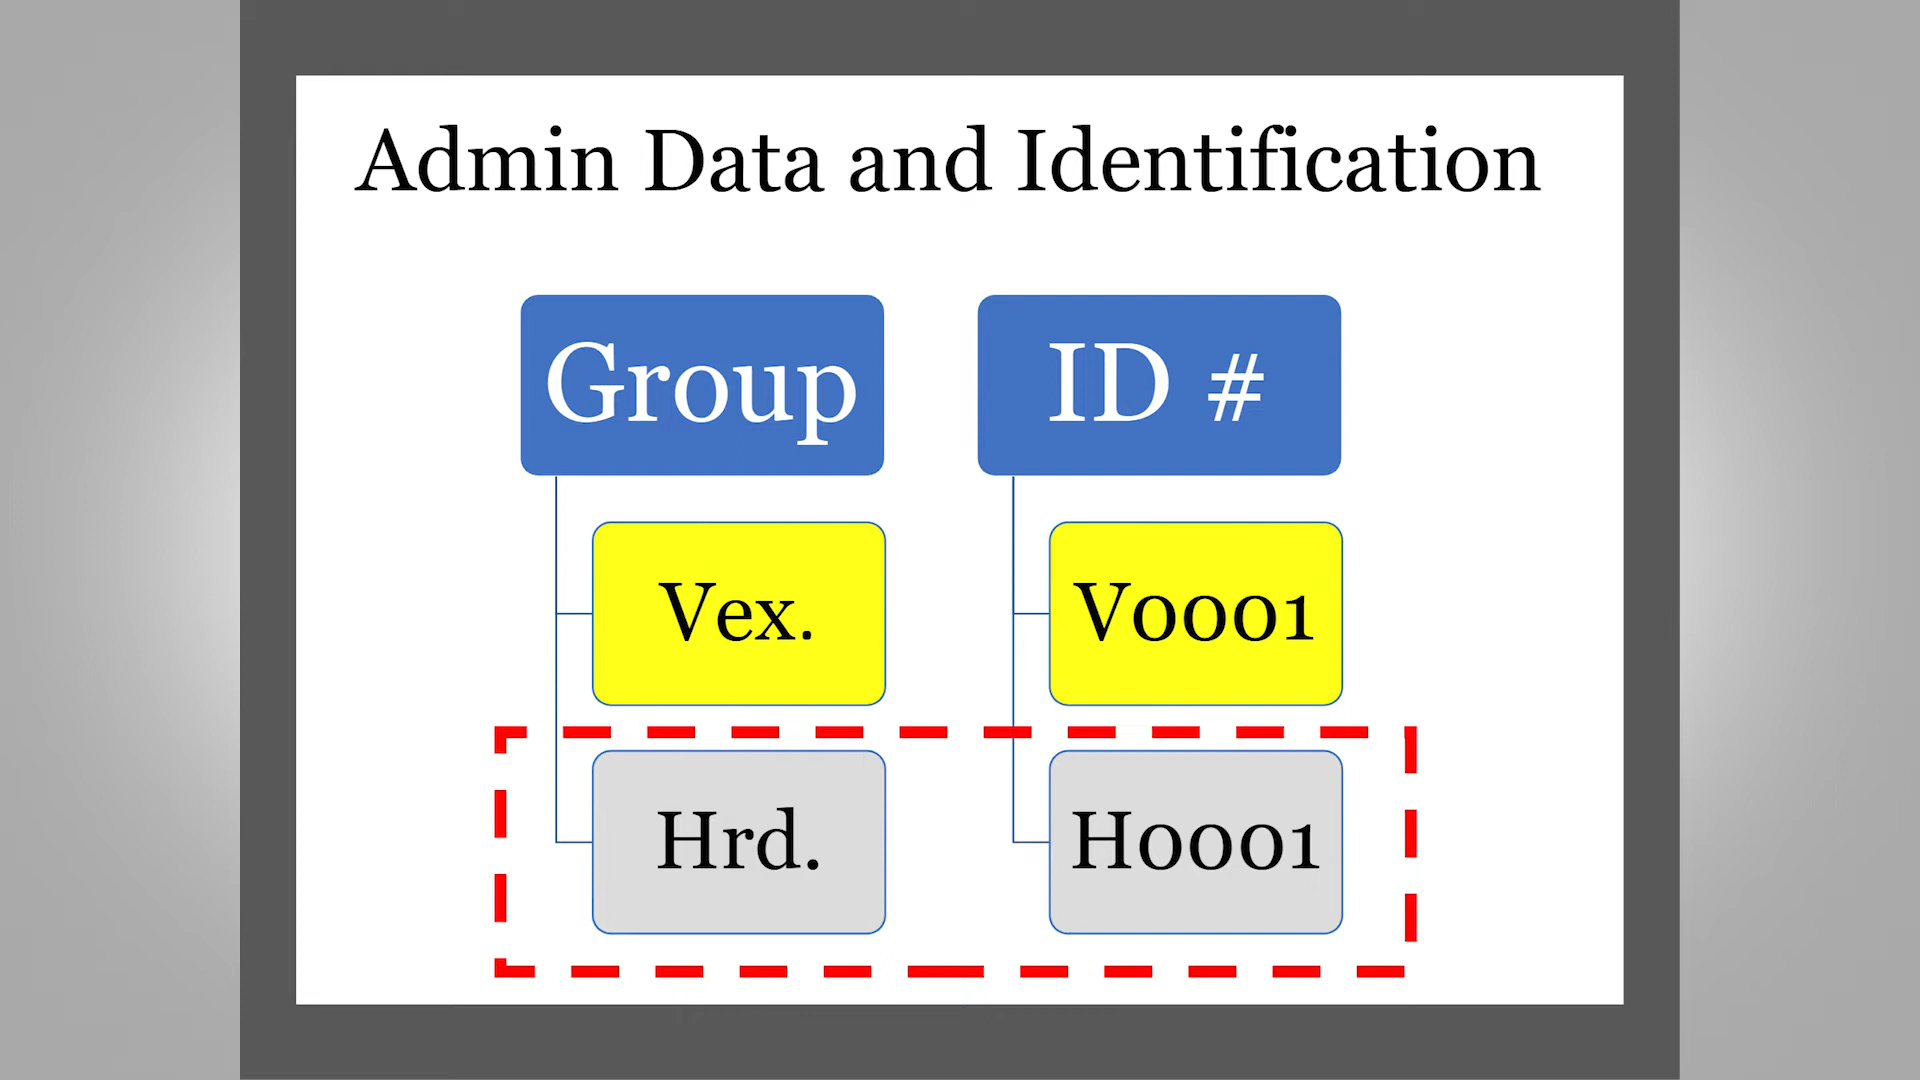 Admin Data and Identification
Group
ID #
Vex.
V0001
Hrd.
H0001